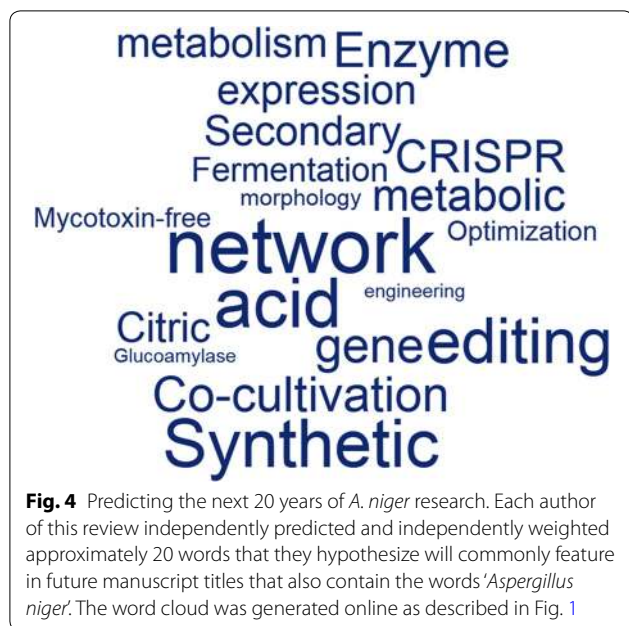 metabolism Enzyme
expression
Secondary CRISPR
Fermentation
morphology metabolic
Mycotoxin-free Optimization
network
acid engineering
Citric
Glucoamylase gene editing
Co-cultivation
Synthetic
Fig. 4 Predicting the next 20 years of A. niger research. Each author
of this review independently predicted and independently weighted
approximately 20 words that they hypothesize will commonly feature
in future manuscript titles that also contain the words ‘Aspergillus
niger’. The word cloud was generated online as described in Fig. 1